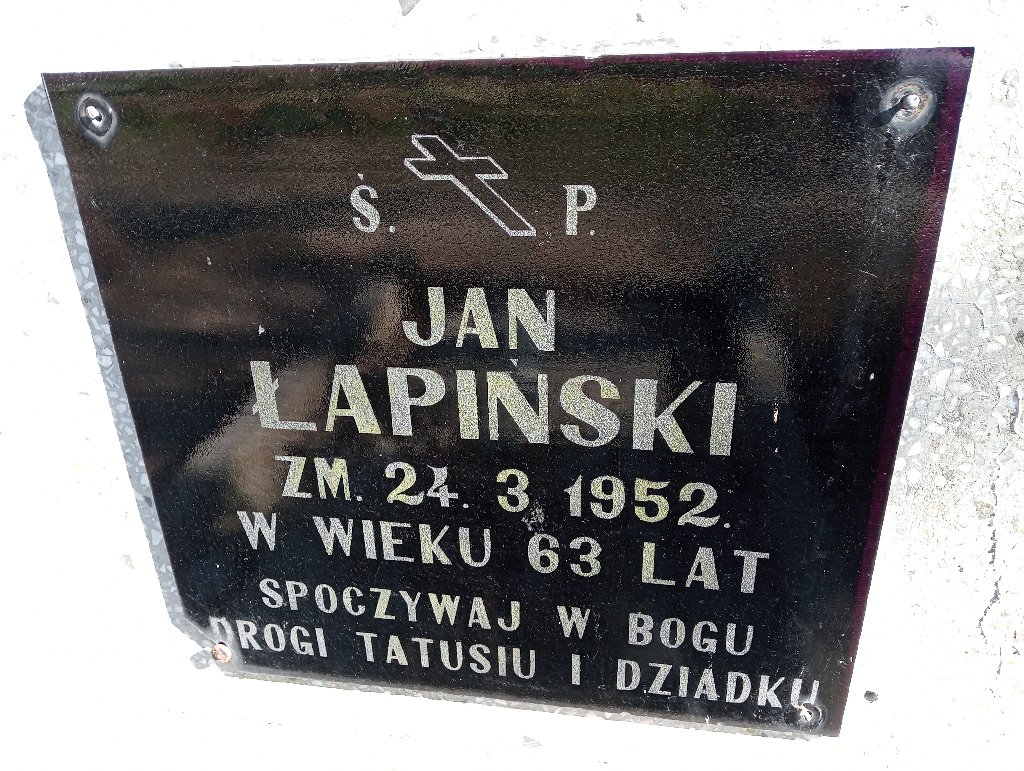 Ś. P.
JAN
ŁAPIŃSKI
ZM. 24. 3 1952.
W WIEKU 63 LAT
SPOCZYWAJ W BOGU
DROGI TATUSIU I DZIADKU